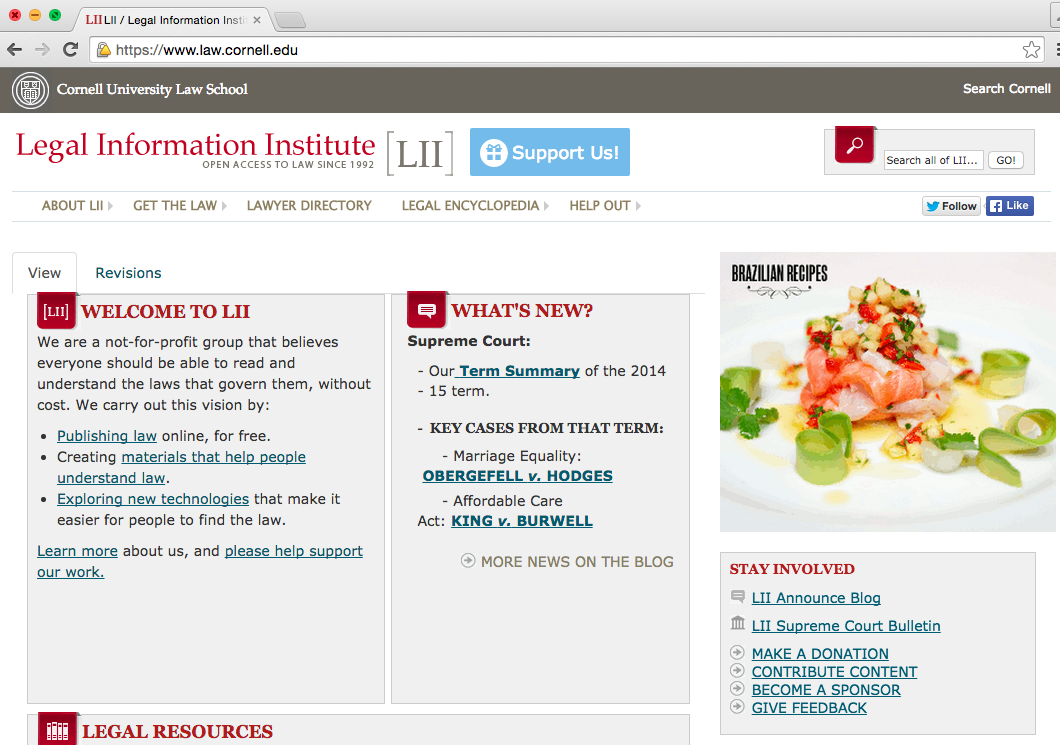 LII LII / Legal Information Insti
https://www.law.cornell.edu
Cornell University Law School
Search Cornell
Legal Information Institute [LII]
OPEN ACCESS TO LAW SINCE 1992
Support Us!
Search all of LII... GO!
ABOUT LII GET THE LAW LAWYER DIRECTORY LEGAL ENCYCLOPEDIA HELP OUT
Follow Like
View Revisions
[LII] WELCOME TO LII
We are a not-for-profit group that believes
everyone should be able to read and
understand the laws that govern them, without
cost. We carry out this vision by:
• Publishing law online, for free.
• Creating materials that help people
understand law.
• Exploring new technologies that make it
easier for people to find the law.
Learn more about us, and please help support
our work.
WHAT'S NEW?
Supreme Court:
- Our Term Summary of the 2014
- 15 term.
- KEY CASES FROM THAT TERM:
- Marriage Equality:
OBERGEFELL v. HODGES
- Affordable Care
Act: KING v. BURWELL
MORE NEWS ON THE BLOG
BRAZILIAN RECIPES
STAY INVOLVED
LII Announce Blog
LII Supreme Court Bulletin
MAKE A DONATION
CONTRIBUTE CONTENT
BECOME A SPONSOR
GIVE FEEDBACK
LEGAL RESOURCES